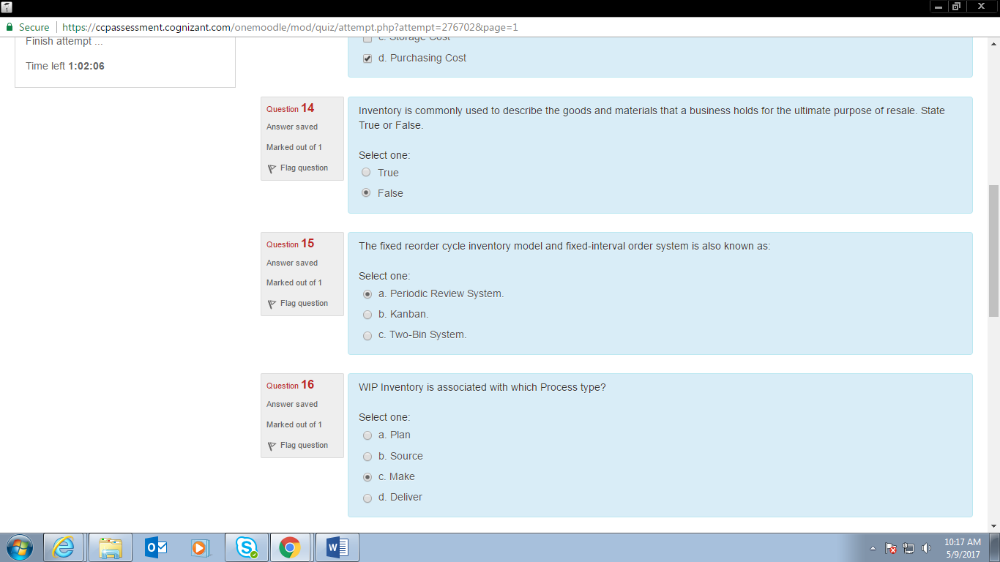 Secure
https://ccpassessment.cognizant.com/onemoodle/mod/quiz/attempt.php?attempt=276702&page=1
Finish attempt ...
Time left 1:02:06
c. Storage Cost
d. Purchasing Cost
Question 14
Answer saved
Marked out of 1
Flag question
Inventory is commonly used to describe the goods and materials that a business holds for the ultimate purpose of resale. State
True or False.
Select one:
True
False
Question 15
Answer saved
Marked out of 1
Flag question
The fixed reorder cycle inventory model and fixed-interval order system is also known as:
Select one:
a. Periodic Review System.
b. Kanban.
c. Two-Bin System.
Question 16
Answer saved
Marked out of 1
Flag question
WIP Inventory is associated with which Process type?
Select one:
a. Plan
b. Source
c. Make
d. Deliver
10:17 AM
5/9/2017